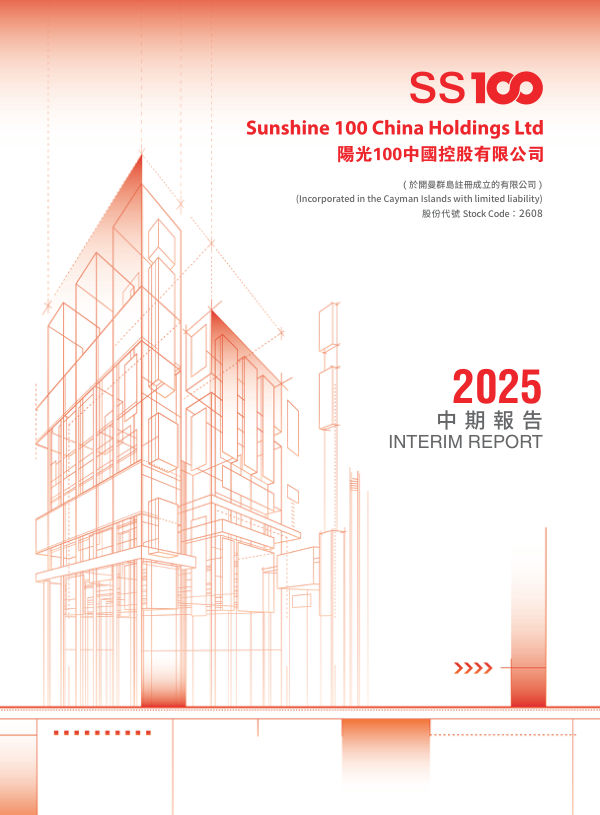 SS100
Sunshine 100 China Holdings Ltd
陽光100中國控股有限公司
(於開曼群島註冊成立的有限公司)
(Incorporated in the Cayman Islands with limited liability)
股份代號 Stock Code：2608
2025
中期報告
INTERIM REPORT